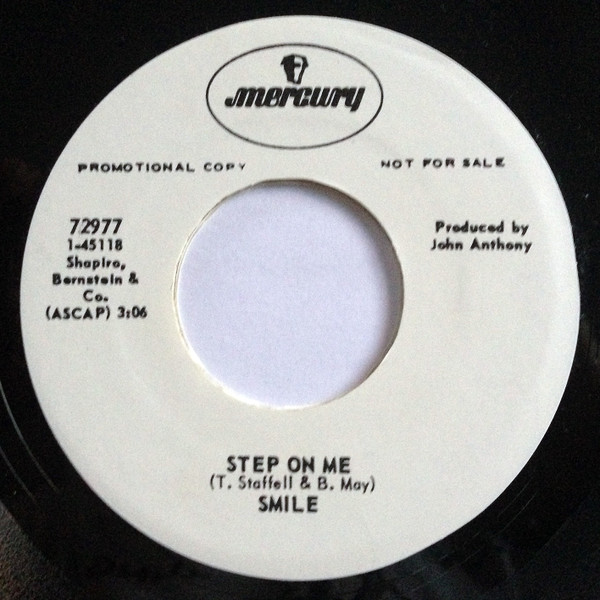 mercury
PROMOTIONAL COPY
NOT FOR SALE
72977
1-45118
Shapiro,
Bernstein &
Co.
(ASCAP) 3:06
Produced by
John Anthony
STEP ON ME
(T. Staffell & B. May)
SMILE